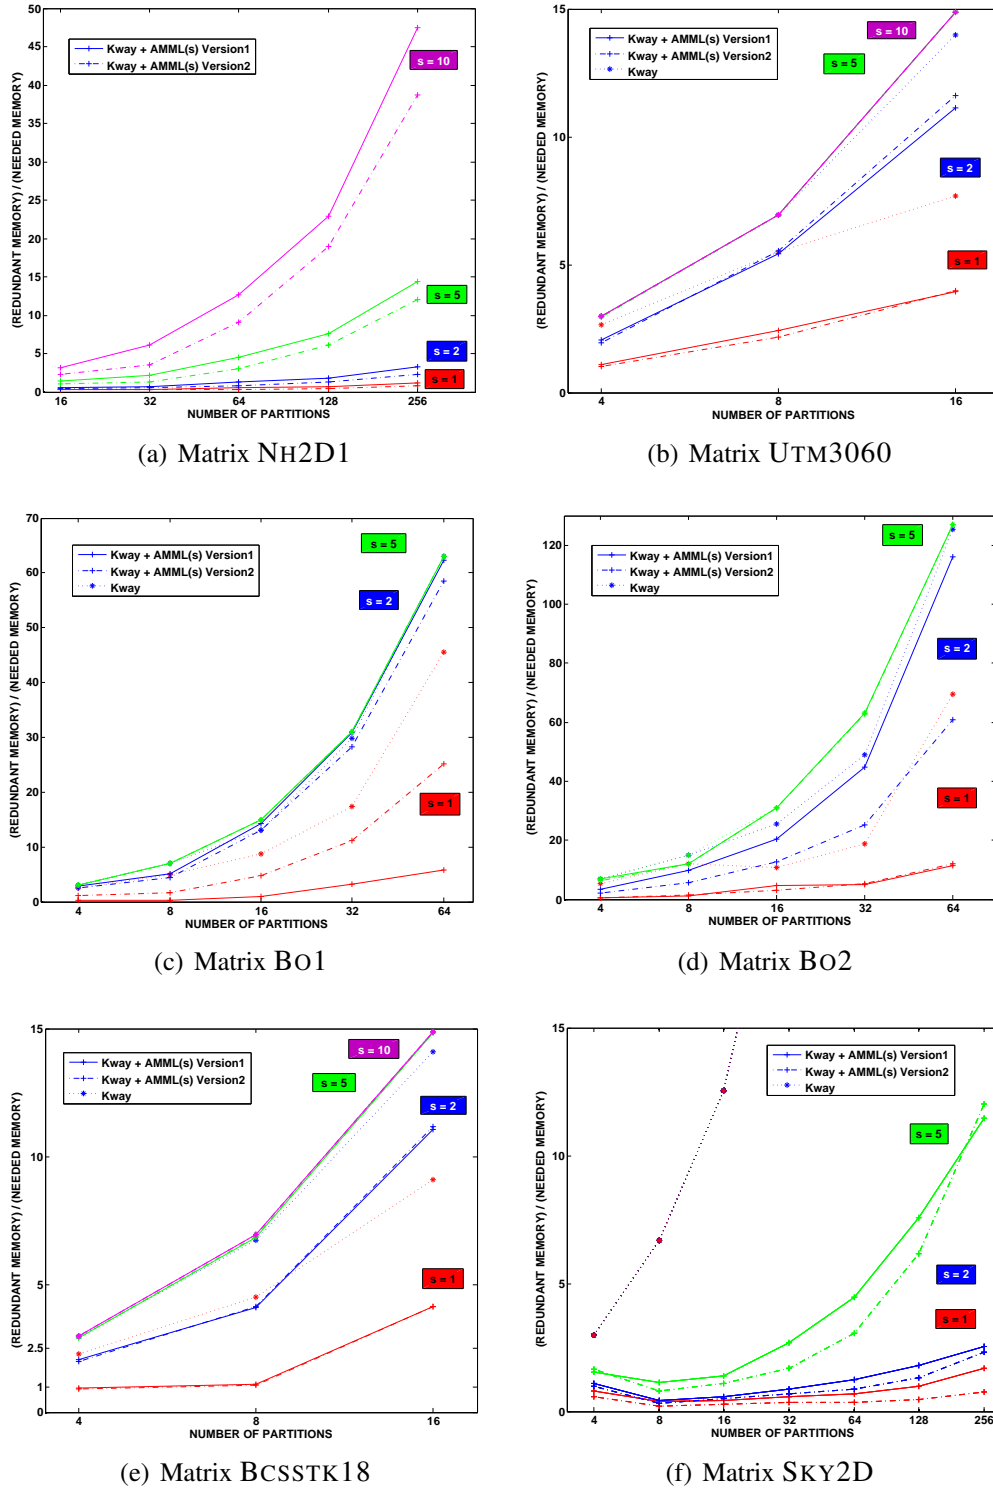 (REDUNDANT MEMORY) / (NEEDED MEMORY)
50
45
40
35
30
25
20
15
10
5
0
Kway + AMML(s) Version1
Kway + AMML(s) Version2
s = 10
s = 5
s = 2
s = 1
16 32 64 128 256
NUMBER OF PARTITIONS
(a) Matrix NH2D1
(REDUNDANT MEMORY) / (NEEDED MEMORY)
15
10
5
0
Kway + AMML(s) Version1
Kway + AMML(s) Version2
Kway
s = 10
s = 5
s = 2
s = 1
4 8 16
NUMBER OF PARTITIONS
(b) Matrix UTM3060
(REDUNDANT MEMORY) / (NEEDED MEMORY)
70
60
50
40
30
20
10
0
Kway + AMML(s) Version1
Kway + AMML(s) Version2
Kway
s = 5
s = 2
s = 1
4 8 16 32 64
NUMBER OF PARTITIONS
(c) Matrix BO1
(REDUNDANT MEMORY) / (NEEDED MEMORY)
120
100
80
60
40
20
0
Kway + AMML(s) Version1
Kway + AMML(s) Version2
Kway
s = 5
s = 2
s = 1
4 8 16 32 64
NUMBER OF PARTITIONS
(d) Matrix BO2
(REDUNDANT MEMORY) / (NEEDED MEMORY)
15
10
5
2.5
1
0
Kway + AMML(s) Version1
Kway + AMML(s) Version2
Kway
s = 10
s = 5
s = 2
s = 1
4 8 16
NUMBER OF PARTITIONS
(e) Matrix BCSSTK18
(REDUNDANT MEMORY) / (NEEDED MEMORY)
15
10
5
0
Kway + AMML(s) Version1
Kway + AMML(s) Version2
Kway
s = 5
s = 2
s = 1
4 8 16 32 64 128 256
NUMBER OF PARTITIONS
(f) Matrix SKY2D